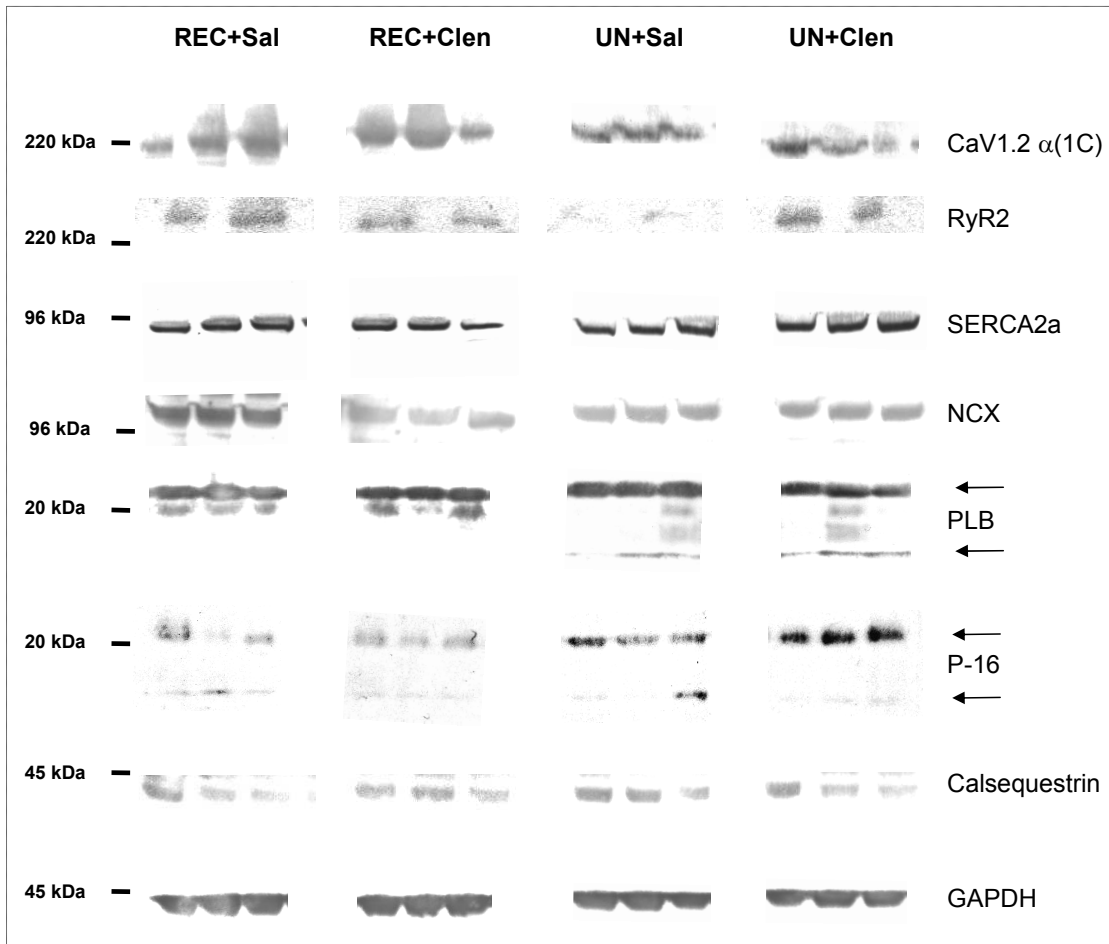 REC+Sal REC+Clen UN+Sal UN+Clen
220 kDa CaV1.2 α(1C)
RyR2
220 kDa
96 kDa SERCA2a
NCX
96 kDa
20 kDa PLB
20 kDa
P-16
45 kDa Calsequestrin
45 kDa GAPDH